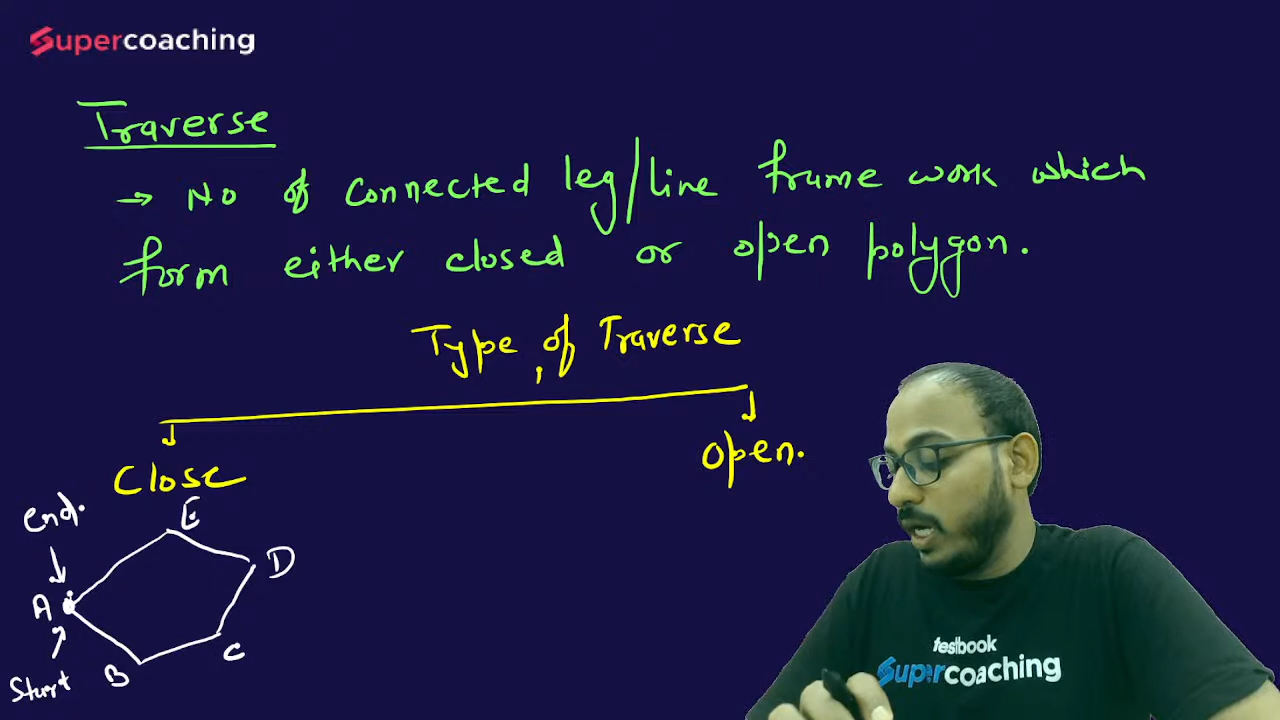 Supercoaching
Traverse
→ No of connected leg/line frame work which
form either closed or open polygon.
Type of Traverse
Close
Open.
end.
E
D
A
C
B
Start
testbook
Supercoaching